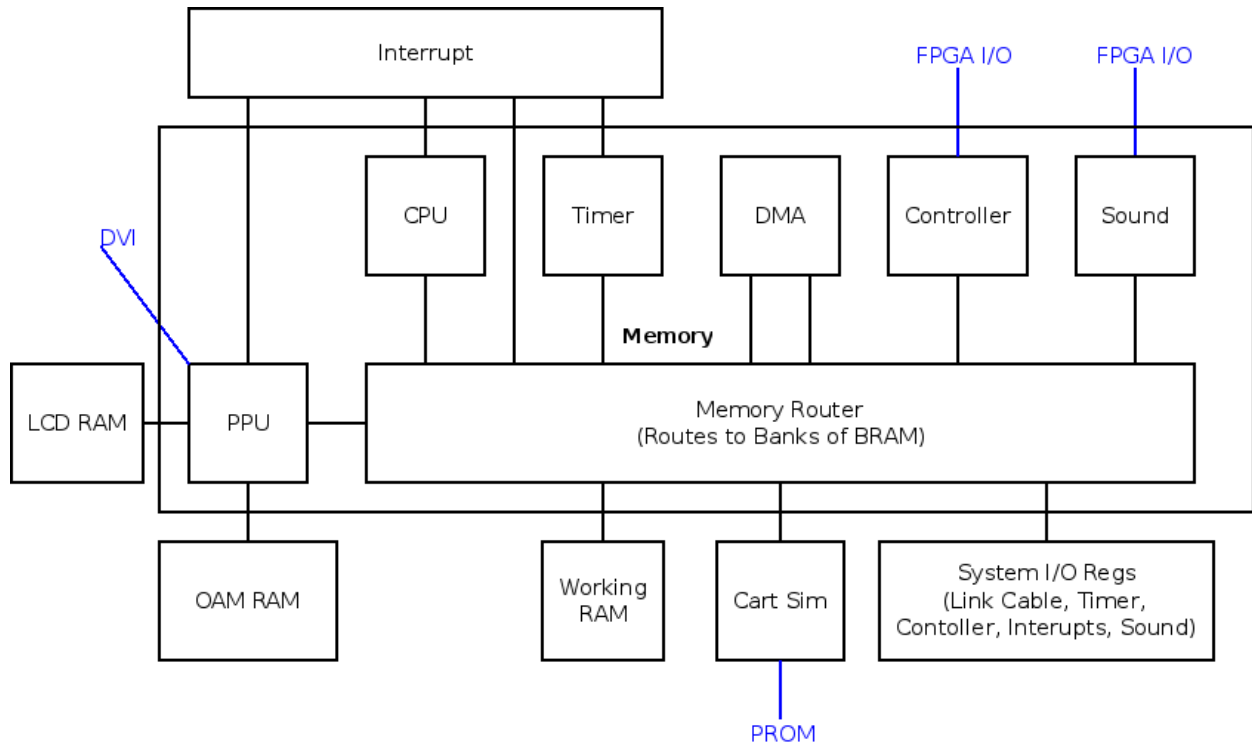 Interrupt
FPGA I/O
FPGA I/O
CPU
Timer
DMA
Controller
Sound
DVI
Memory
LCD RAM
PPU
Memory Router
(Routes to Banks of BRAM)
OAM RAM
Working
RAM
Cart Sim
System I/O Regs
(Link Cable, Timer,
Contoller, Interupts, Sound)
PROM